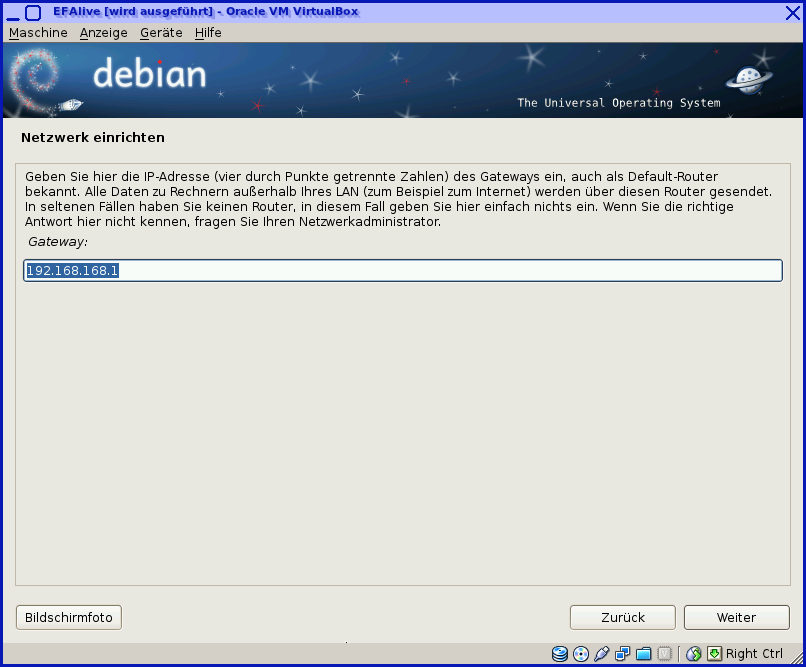 EFAlive [wird ausgeführt] - Oracle VM VirtualBox
Maschine Anzeige Geräte Hilfe
debian
The Universal Operating System
Netzwerk einrichten
Geben Sie hier die IP-Adresse (vier durch Punkte getrennte Zahlen) des Gateways ein, auch als Default-Router
bekannt. Alle Daten zu Rechnern außerhalb Ihres LAN (zum Beispiel zum Internet) werden über diesen Router gesendet.
In seltenen Fällen haben Sie keinen Router, in diesem Fall geben Sie hier einfach nichts ein. Wenn Sie die richtige
Antwort hier nicht kennen, fragen Sie Ihren Netzwerkadministrator.
Gateway:
192.168.168.1
Bildschirmfoto Zurück Weiter
Right Ctrl